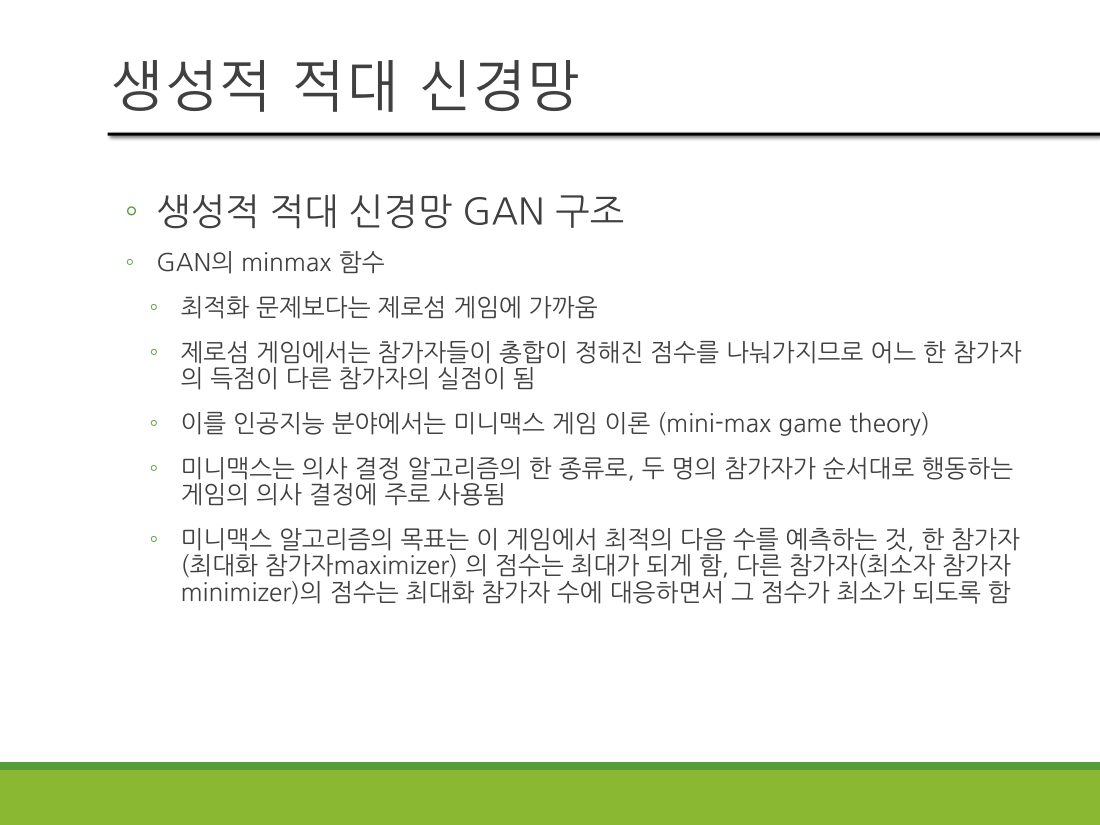 생성적 적대 신경망
◦ 생성적 적대 신경망 GAN 구조
◦ GAN의 minmax 함수
◦ 최적화 문제보다는 제로섬 게임에 가까움
◦ 제로섬 게임에서는 참가자들이 총합이 정해진 점수를 나눠가지므로 어느 한 참가자
의 득점이 다른 참가자의 실점이 됨
◦ 이를 인공지능 분야에서는 미니맥스 게임 이론 (mini-max game theory)
◦ 미니맥스는 의사 결정 알고리즘의 한 종류로, 두 명의 참가자가 순서대로 행동하는
게임의 의사 결정에 주로 사용됨
◦ 미니맥스 알고리즘의 목표는 이 게임에서 최적의 다음 수를 예측하는 것, 한 참가자
(최대화 참가자maximizer) 의 점수는 최대가 되게 함, 다른 참가자(최소자 참가자
minimizer)의 점수는 최대화 참가자 수에 대응하면서 그 점수가 최소가 되도록 함